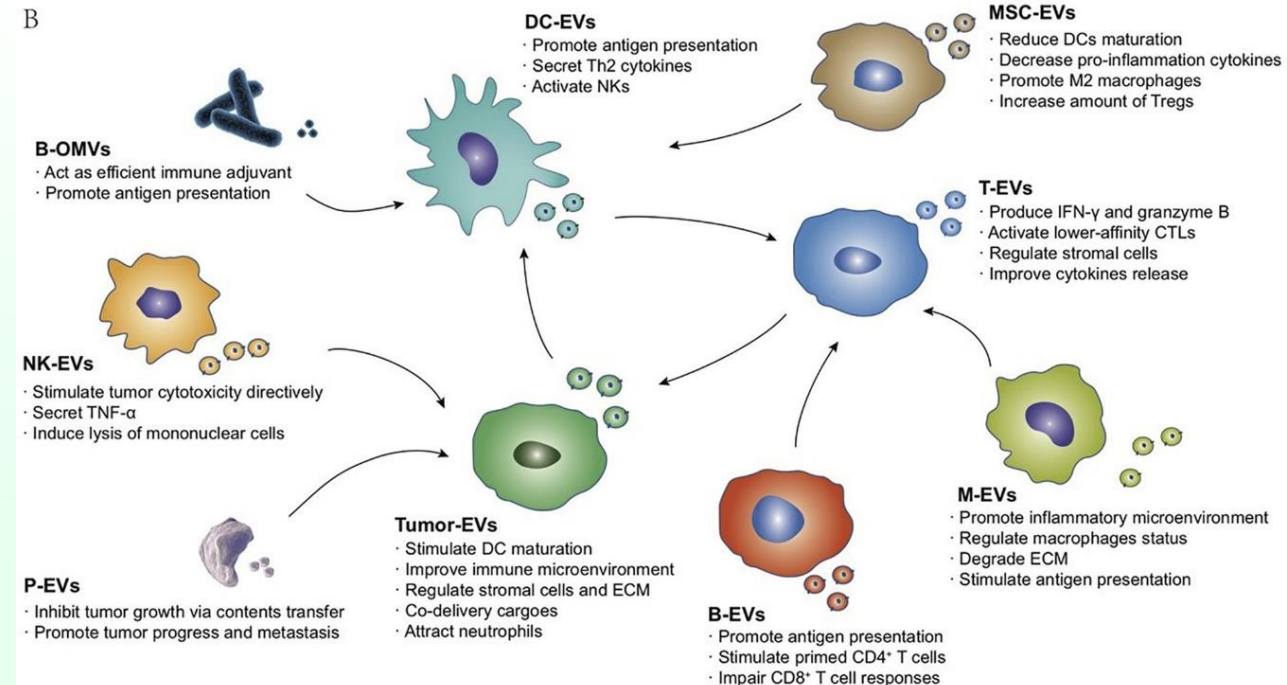 B
DC-EVs
· Promote antigen presentation
· Secret Th2 cytokines
· Activate NKs
MSC-EVs
· Reduce DCs maturation
· Decrease pro-inflammation cytokines
· Promote M2 macrophages
· Increase amount of Tregs
B-OMVs
· Act as efficient immune adjuvant
· Promote antigen presentation
T-EVs
· Produce IFN-γ and granzyme B
· Activate lower-affinity CTLs
· Regulate stromal cells
· Improve cytokines release
NK-EVs
· Stimulate tumor cytotoxicity directly
· Secret TNF-α
· Induce lysis of mononuclear cells
Tumor-EVs
· Stimulate DC maturation
· Improve immune microenvironment
· Regulate stromal cells and ECM
· Co-delivery cargoes
· Attract neutrophils
M-EVs
· Promote inflammatory microenvironment
· Regulate macrophages status
· Degrade ECM
· Stimulate antigen presentation
P-EVs
· Inhibit tumor growth via contents transfer
· Promote tumor progress and metastasis
B-EVs
· Promote antigen presentation
· Stimulate primed CD4⁺ T cells
· Impair CD8⁺ T cell responses